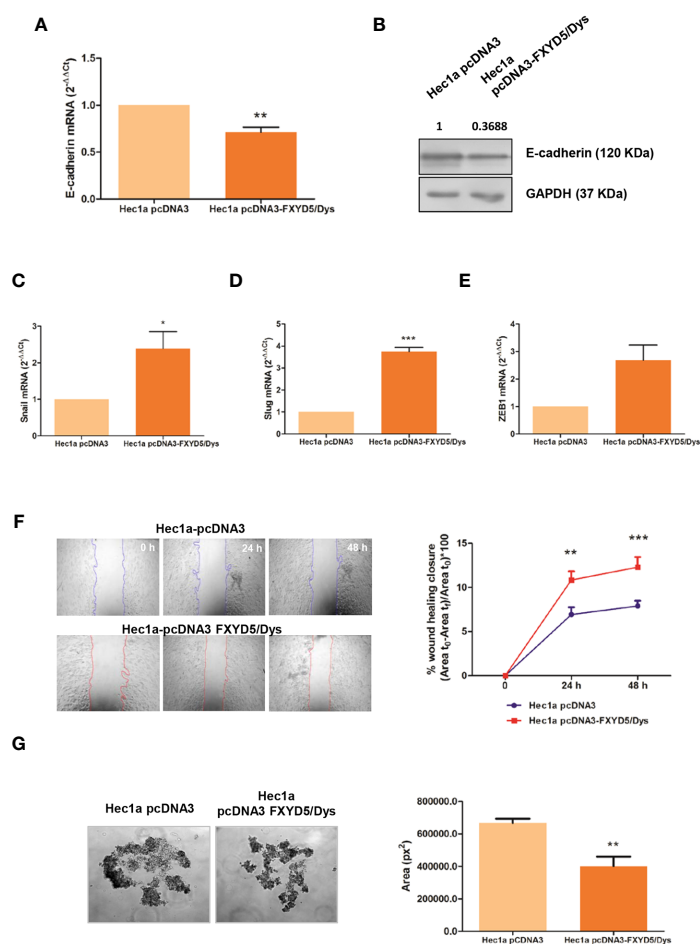 A
E-cadherin mRNA (2^-ΔΔCt)
2.0
1.5
1.0
0.5
0.0
**
Hec1a pcDNA3
Hec1a pcDNA3-FXYD5/Dys
B
Hec1a pcDNA3
Hec1a
pcDNA3-FXYD5/Dys
1
0.3688
E-cadherin (120 KDa)
GAPDH (37 KDa)
C
Snail mRNA (2^-ΔΔCt)
3
2
1
0
*
Hec1a pcDNA3
Hec1a pcDNA3-FXYD5/Dys
D
Slug mRNA (2^-ΔΔCt)
5
4
3
2
1
0
***
Hec1a pcDNA3
Hec1a pcDNA3-FXYD5/Dys
E
ZEB1 mRNA (2^-ΔΔCt)
4
3
2
1
0
Hec1a pcDNA3
Hec1a pcDNA3-FXYD5/Dys
F
Hec1a-pcDNA3
0 h
24 h
48 h
Hec1a-pcDNA3 FXYD5/Dys
% wound healing closure
(Area t0-Area tf)/Area t0)*100
15
10
5
0
**
***
0
24 h
48 h
Hec1a pcDNA3
Hec1a pcDNA3-FXYD5/Dys
G
Hec1a pcDNA3
Hec1a
pcDNA3 FXYD5/Dys
Area (px²)
800000.0
600000.0
400000.0
200000.0
0.0
**
Hec1a pCDNA3
Hec1a pcDNA3-FXYD5/Dys